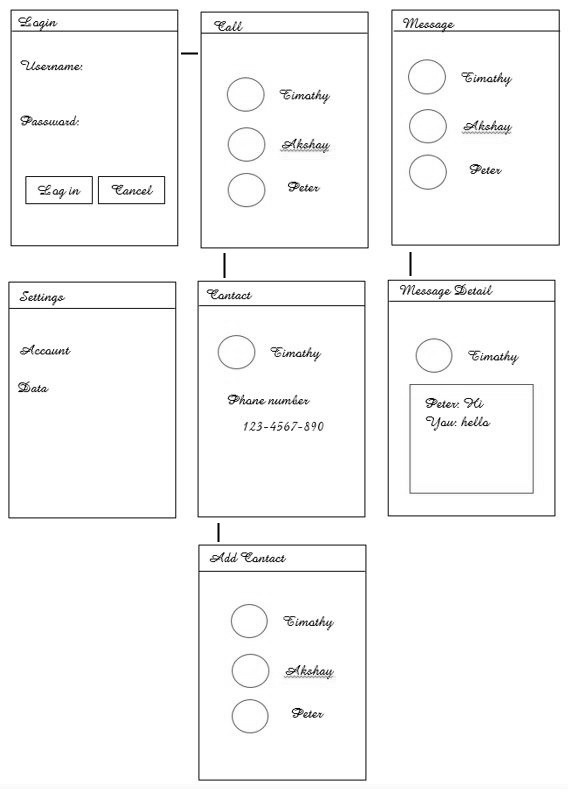 Login
Username:
Password:
Log in
Cancel
Call
Timothy
Akshay
Peter
Message
Timothy
Akshay
Peter
Settings
Account
Data
Contact
Timothy
Phone number
123-4567-890
Message Detail
Timothy
Peter: Hi
You: hello
Add Contact
Timothy
Akshay
Peter